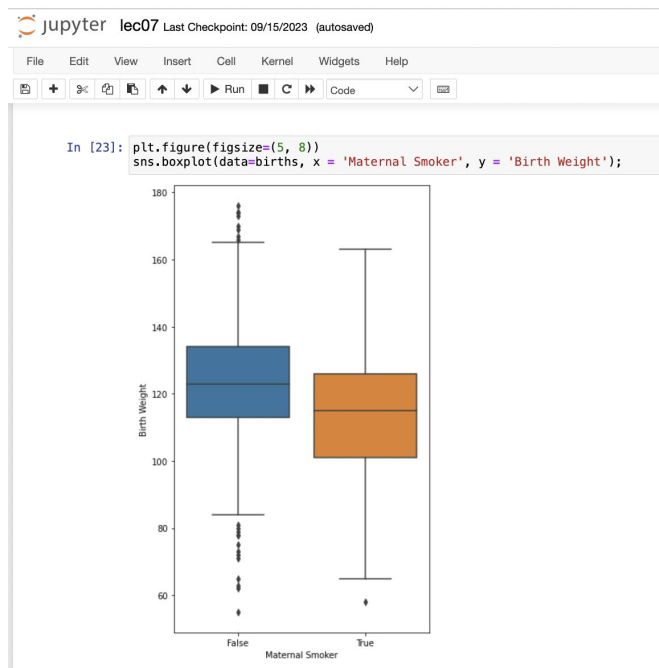 jupyter lec07 Last Checkpoint: 09/15/2023 (autosaved)
File Edit View Insert Cell Kernel Widgets Help
Run Code
In [23]: plt.figure(figsize=(5, 8))
sns.boxplot(data=births, x = 'Maternal Smoker', y = 'Birth Weight');
180
160
140
120
100
80
60
Birth Weight
False True
Maternal Smoker